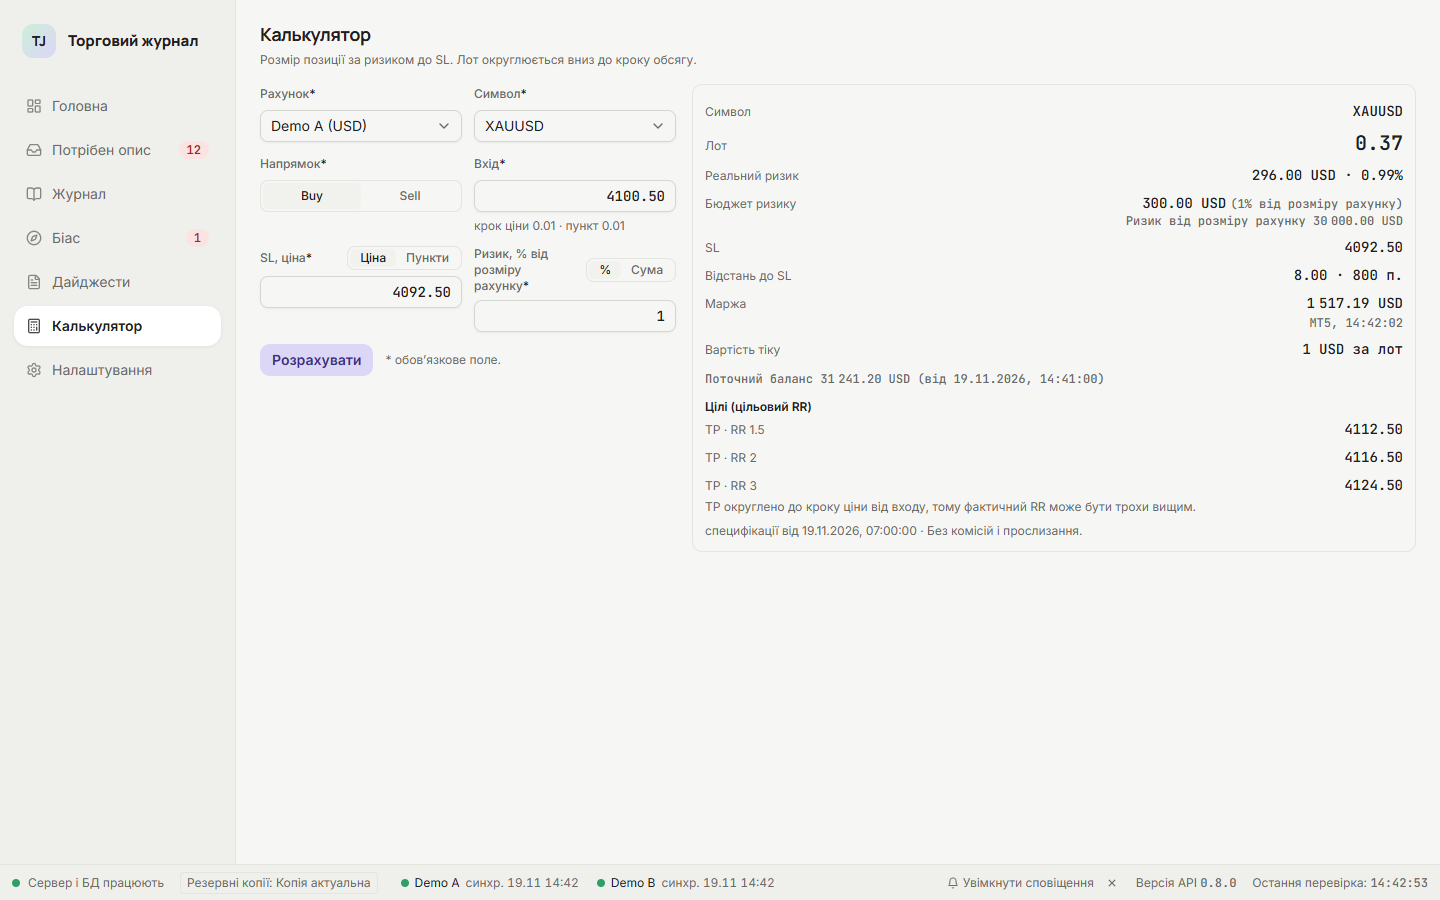 TJ Торговий журнал
Головна
Потрібен опис 12
Журнал
Біас 1
Дайджести
Калькулятор
Налаштування
Калькулятор
Розмір позиції за ризиком до SL. Лот округлюється вниз до кроку обсягу.
Рахунок* Символ*
Demo A (USD) XAUUSD
Напрямок* Вхід*
Buy Sell 4100.50
крок ціни 0.01 · пункт 0.01
SL, ціна* Ціна Пункти
4092.50
Ризик, % від
розміру
рахунку*
% Сума
1
Розрахувати * обов’язкове поле.
Символ XAUUSD
Лот 0.37
Реальний ризик 296.00 USD · 0.99%
Бюджет ризику 300.00 USD (1% від розміру рахунку)
Ризик від розміру рахунку 30 000.00 USD
SL 4092.50
Відстань до SL 8.00 · 800 п.
Маржа 1 517.19 USD
MT5, 14:42:02
Вартість тіку 1 USD за лот
Поточний баланс 31 241.20 USD (від 19.11.2026, 14:41:00)
Цілі (цільовий RR)
TP · RR 1.5 4112.50
TP · RR 2 4116.50
TP · RR 3 4124.50
TP округлено до кроку ціни від входу, тому фактичний RR може бути трохи вищим.
специфікації від 19.11.2026, 07:00:00 · Без комісій і прослизання.
Сервер і БД працюють Резервні копії: Копія актуальна Demo A синхр. 19.11 14:42 Demo B синхр. 19.11 14:42 Увімкнути сповіщення × Версія API 0.8.0 Остання перевірка: 14:42:53